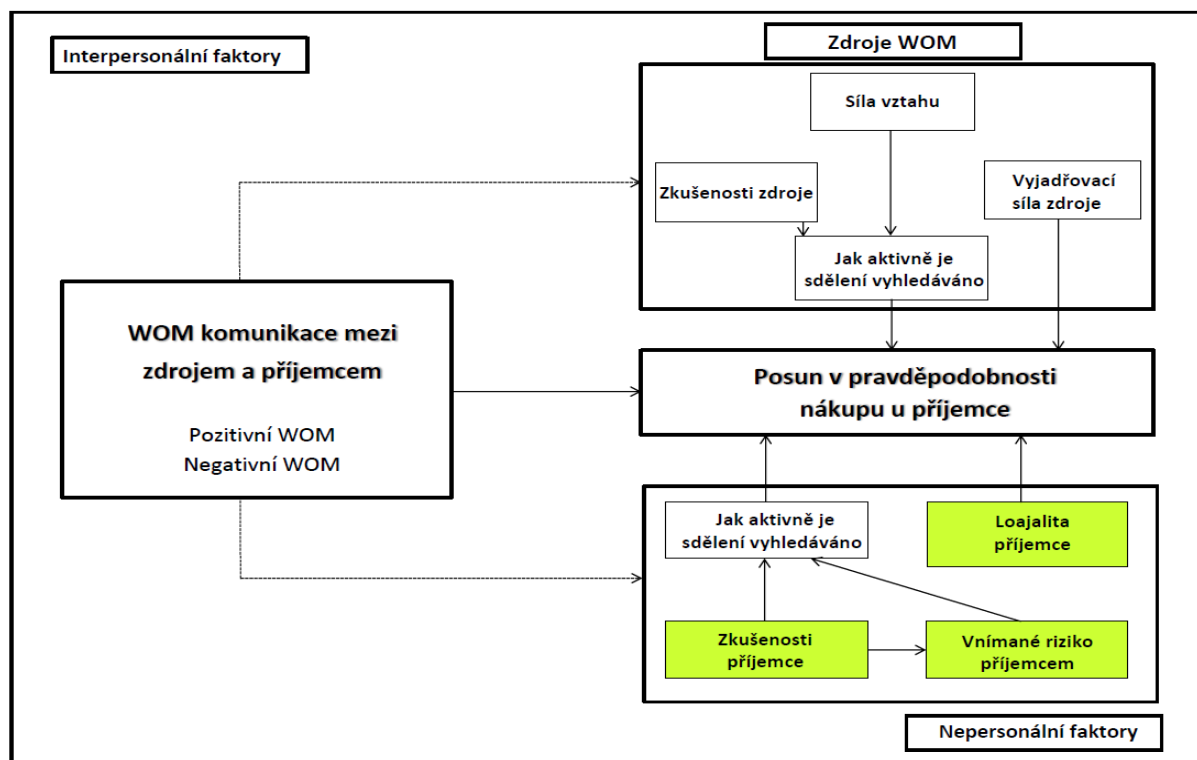 Interpersonální faktory
Zdroje WOM
Síla vztahu
Zkušenosti zdroje
Vyjadřovací
síla zdroje
Jak aktivně je
sdělení vyhledáváno
WOM komunikace mezi
zdrojem a příjemcem
Pozitivní WOM
Negativní WOM
Posun v pravděpodobnosti
nákupu u příjemce
Jak aktivně je
sdělení vyhledáváno
Loajalita
příjemce
Zkušenosti
příjemce
Vnímané riziko
příjemcem
Nepersonální faktory